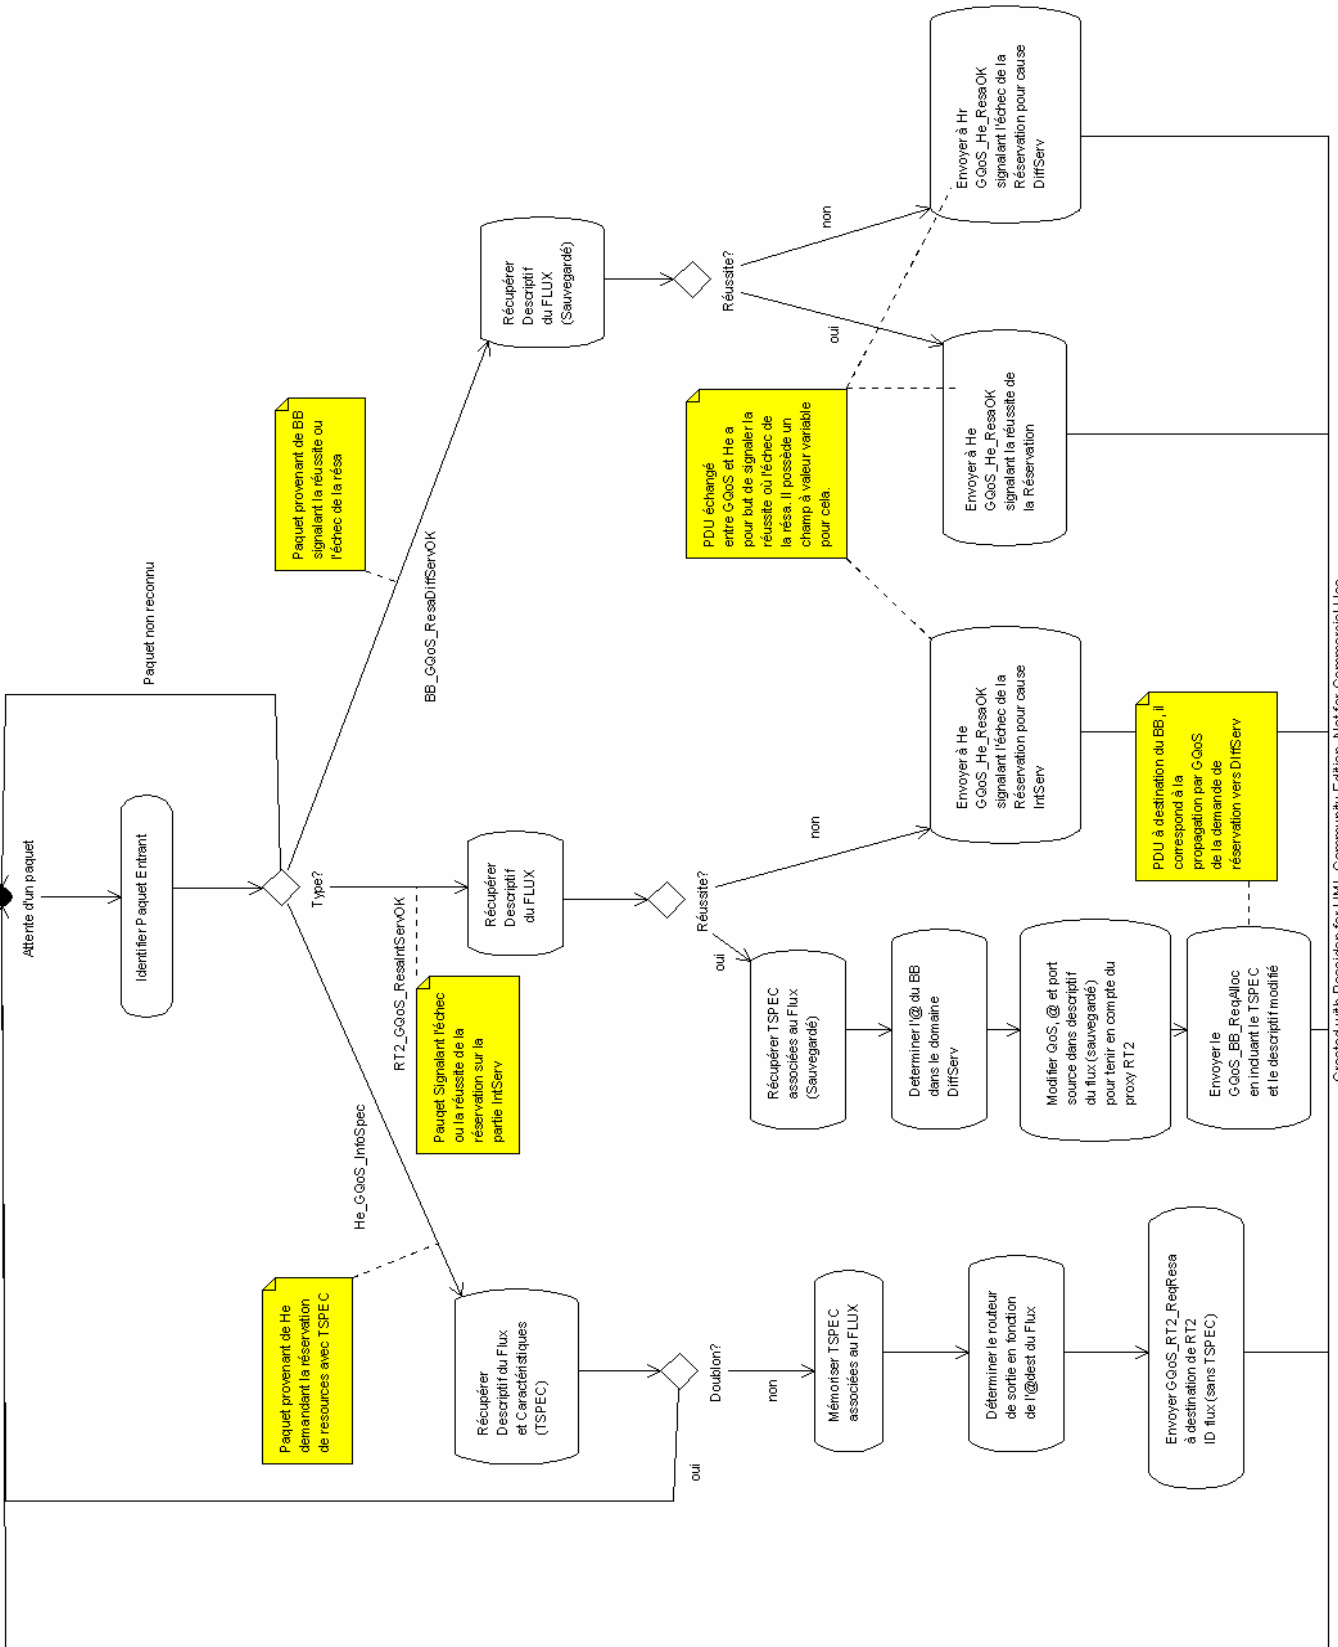 Attente d'un paquet
Identifier Paquet Entrant
Paquet non reconnu
Type?
He_GQoS_InfoSpec
RT2_GQoS_ResaIntServOK
BB_GQoS_ResaDiffServOK
Paquet provenant de He
demandant la réservation
de resources avec TSPEC
Pauqet Signalant l'échec
ou la réussite de la
réservation sur la
partie IntServ
Paquet provenant de BB
signalant la réussite ou
l'échec de la résa
Récupérer
Descriptif du Flux
et Caractéristiques
(TSPEC)
Doublon?
oui
non
Mémoriser TSPEC
associées au FLUX
Déterminer le routeur
de sortie en fonction
de l'@dest du Flux
Envoyer GQoS_RT2_ReqResa
à destination de RT2
ID flux (sans TSPEC)
Récupérer
Descriptif
du FLUX
Réussite?
oui
non
Récupérer TSPEC
associées au Flux
(Sauvegardé)
Determiner l'@ du BB
dans le domaine
DiffServ
Modifier QoS, @ et port
source dans descriptif
du flux (sauvegardé)
pour tenir en compte du
proxy RT2
Envoyer le
GQoS_BB_ReqAlloc
en incluant le TSPEC
et le descriptif modifié
PDU à destination du BB, il
correspond à la
propagation par GQoS
de la demande de
réservation vers DiffServ
Envoyer à He
GQoS_He_ResaOK
signalant l'échec de la
Réservation pour cause
IntServ
PDU échangé
entre GQoS et He a
pour but de signaler la
réussite où l'échec de
la résa. Il possède un
champ à valeur variable
pour cela.
Récupérer
Descriptif
du FLUX
(Sauvegardé)
Réussite?
oui
non
Envoyer à He
GQoS_He_ResaOK
signalant la réussite de
la Réservation
Envoyer à Hr
GQoS_He_ResaOK
signalant l'échec de la
Réservation pour cause
DiffServ
Created with Poseidon for UML Community Edition. Not for Commercial Use.